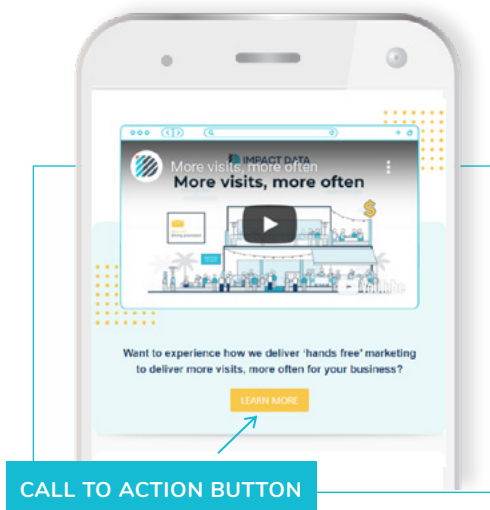 IMPACT DATA
More visits, more often
More visits, more often
$
YouTube
Want to experience how we deliver ‘hands free’ marketing
to deliver more visits, more often for your business?
LEARN MORE
CALL TO ACTION BUTTON